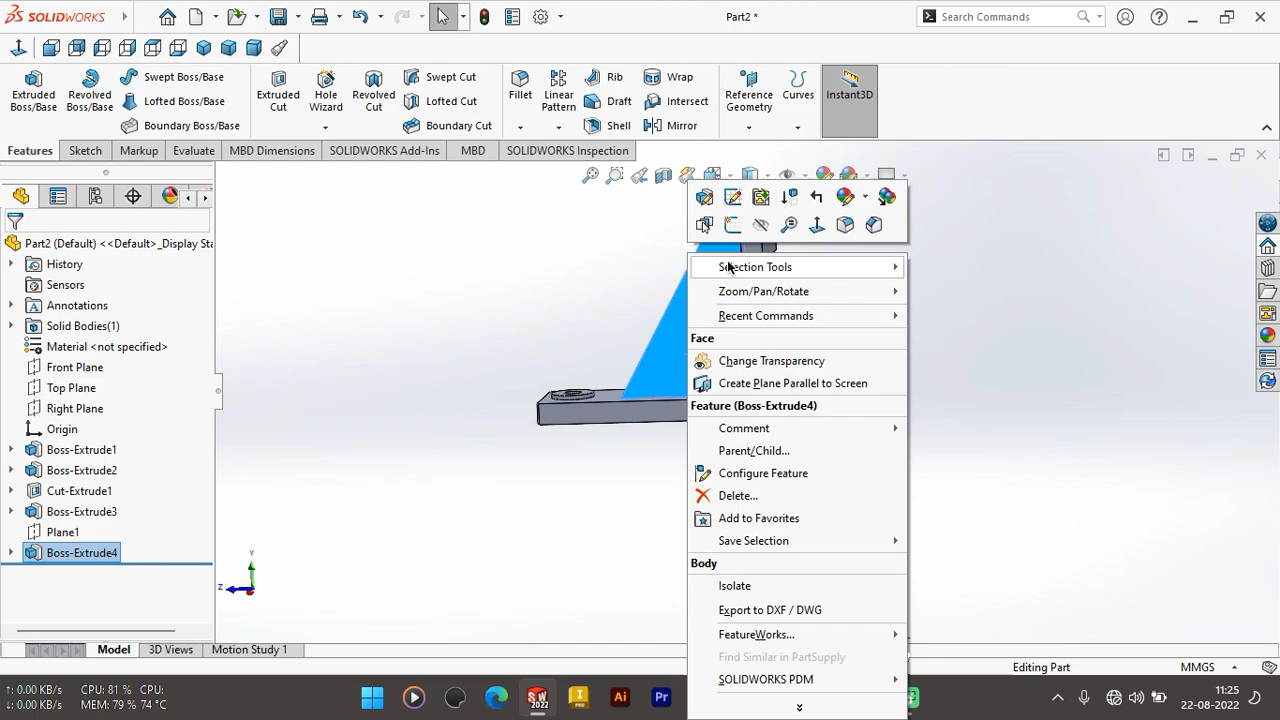 SOLIDWORKS
Part2 *
Search Commands
Extruded Boss/Base
Revolved Boss/Base
Swept Boss/Base
Lofted Boss/Base
Boundary Boss/Base
Extruded Cut
Hole Wizard
Revolved Cut
Swept Cut
Lofted Cut
Boundary Cut
Fillet
Linear Pattern
Rib
Draft
Shell
Wrap
Intersect
Mirror
Reference Geometry
Curves
Instant3D
Features
Sketch
Markup
Evaluate
MBD Dimensions
SOLIDWORKS Add-Ins
MBD
SOLIDWORKS Inspection
Part2 (Default) <<Default>_Display Sta
History
Sensors
Annotations
Solid Bodies(1)
Material <not specified>
Front Plane
Top Plane
Right Plane
Origin
Boss-Extrude1
Boss-Extrude2
Cut-Extrude1
Boss-Extrude3
Plane1
Boss-Extrude4
Selection Tools
Zoom/Pan/Rotate
Recent Commands
Face
Change Transparency
Create Plane Parallel to Screen
Feature (Boss-Extrude4)
Comment
Parent/Child...
Configure Feature
Delete...
Add to Favorites
Save Selection
Body
Isolate
Export to DXF / DWG
FeatureWorks...
Find Similar in PartSupply
SOLIDWORKS PDM
Y
Z
Model
3D Views
Motion Study 1
Editing Part
MMGS
↑: 0.00 KB/s
↓: 0.00 KB/s
CPU: 81 %
MEM: 79 %
CPU:
74 °C
SW
2022
I
PRO
Ai
Pr
11:25
22-08-2022